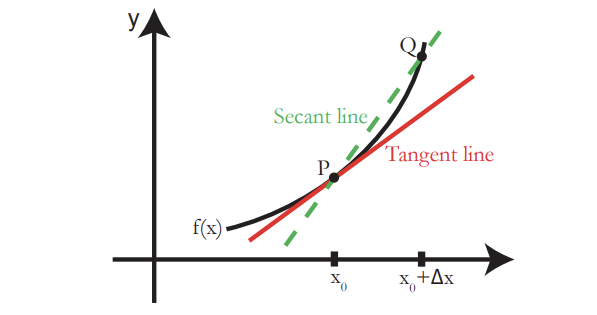 y
Q
Secant line
Tangent line
P
f(x)
x₀
x₀+Δx